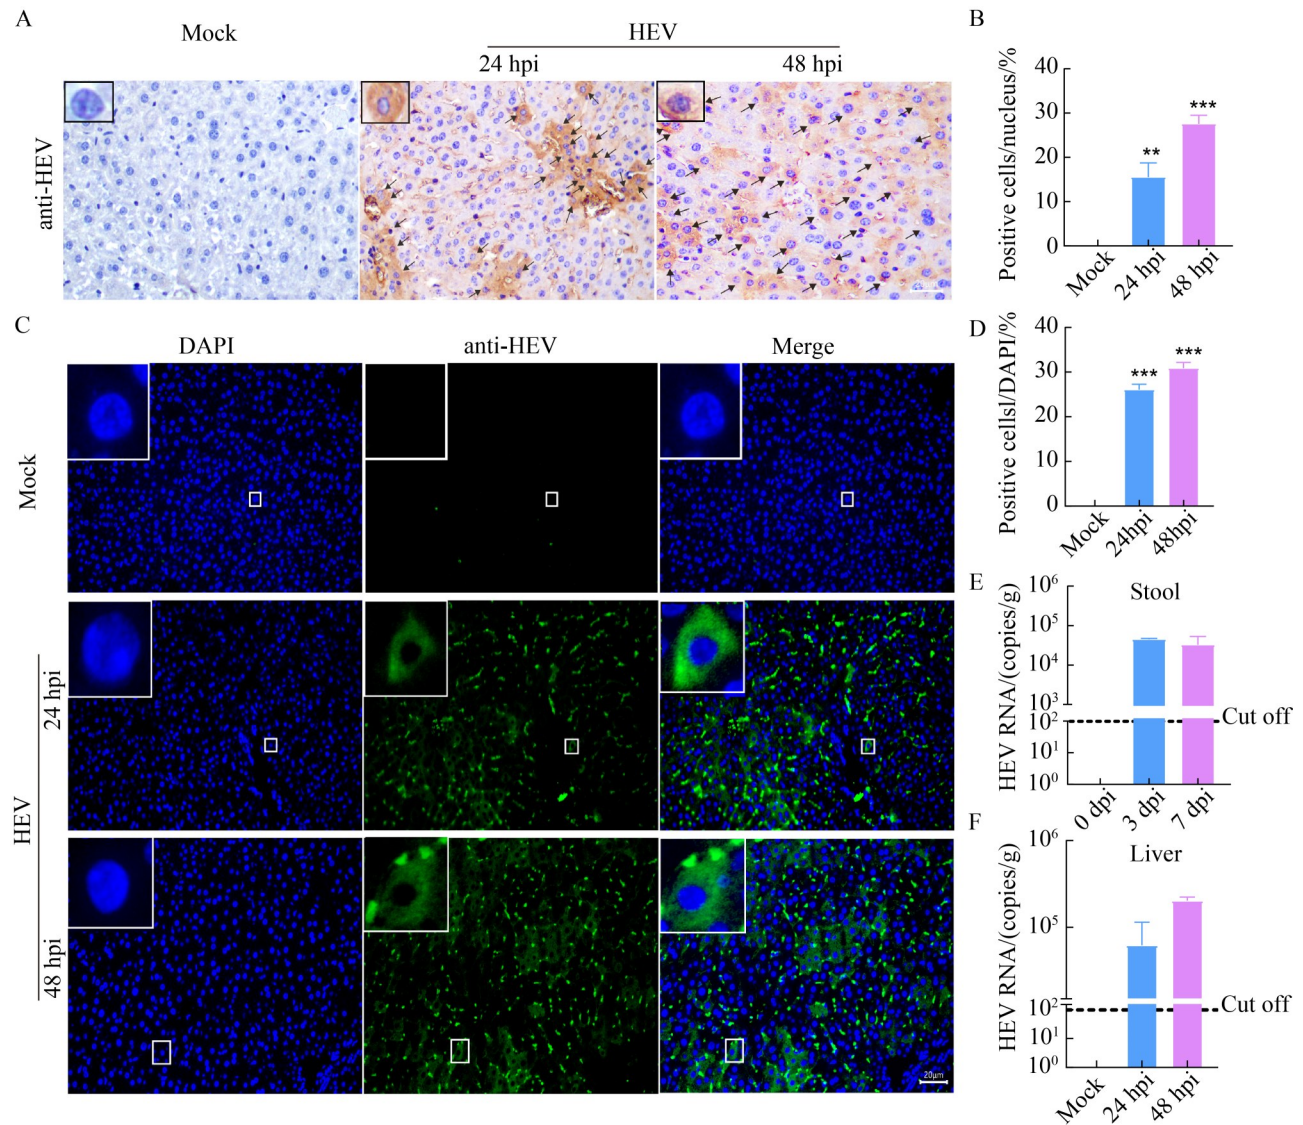 A
Mock
HEV
24 hpi
48 hpi
anti-HEV
B
Positive cells/nucleus/%
40
30
20
10
0
**
***
Mock
24 hpi
48 hpi
C
DAPI
anti-HEV
Merge
Mock
HEV
24 hpi
48 hpi
20μm
D
Positive cellsl/DAPI/%
40
30
20
10
0
***
***
Mock
24hpi
48hpi
E
Stool
HEV RNA/(copies/g)
10⁶
10⁵
10⁴
10³
10²
10¹
10⁰
Cut off
0 dpi
3 dpi
7 dpi
F
Liver
HEV RNA/(copies/g)
10⁶
10⁵
10²
10¹
10⁰
Cut off
Mock
24 hpi
48 hpi